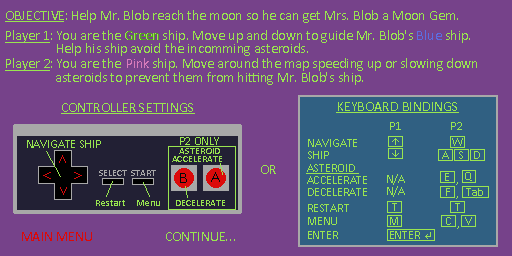 OBJECTIVE: Help Mr. Blob reach the moon so he can get Mrs. Blob a Moon Gem.
Player 1: You are the Green ship. Move up and down to guide Mr. Blob's Blue ship.
Help his ship avoid the incomming asteroids.
Player 2: You are the Pink ship. Move around the map speeding up or slowing down
asteroids to prevent them from hitting Mr. Blob's ship.
CONTROLLER SETTINGS
NAVIGATE SHIP
SELECT START
Restart Menu
P2 ONLY
ASTEROID
ACCELERATE
B A
DECELERATE
OR
KEYBOARD BINDINGS
P1 P2
NAVIGATE ↑ W
SHIP ↓ A S D
ASTEROID
ACCELERATE N/A E, Q
DECELERATE N/A F, Tab
RESTART T T
MENU M C, V
ENTER ENTER ↵
MAIN MENU CONTINUE...